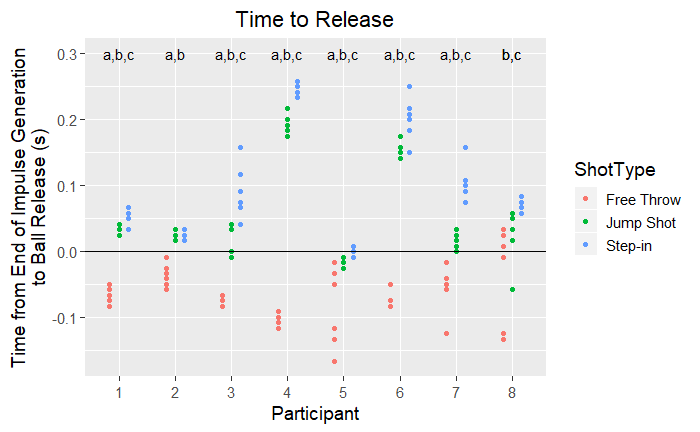 Time to Release
a,b,c a,b a,b,c a,b,c a,b,c a,b,c a,b,c b,c
0.3
0.2
0.1
0.0
-0.1
Time from End of Impulse Generation
to Ball Release (s)
1 2 3 4 5 6 7 8
Participant
ShotType
Free Throw
Jump Shot
Step-in